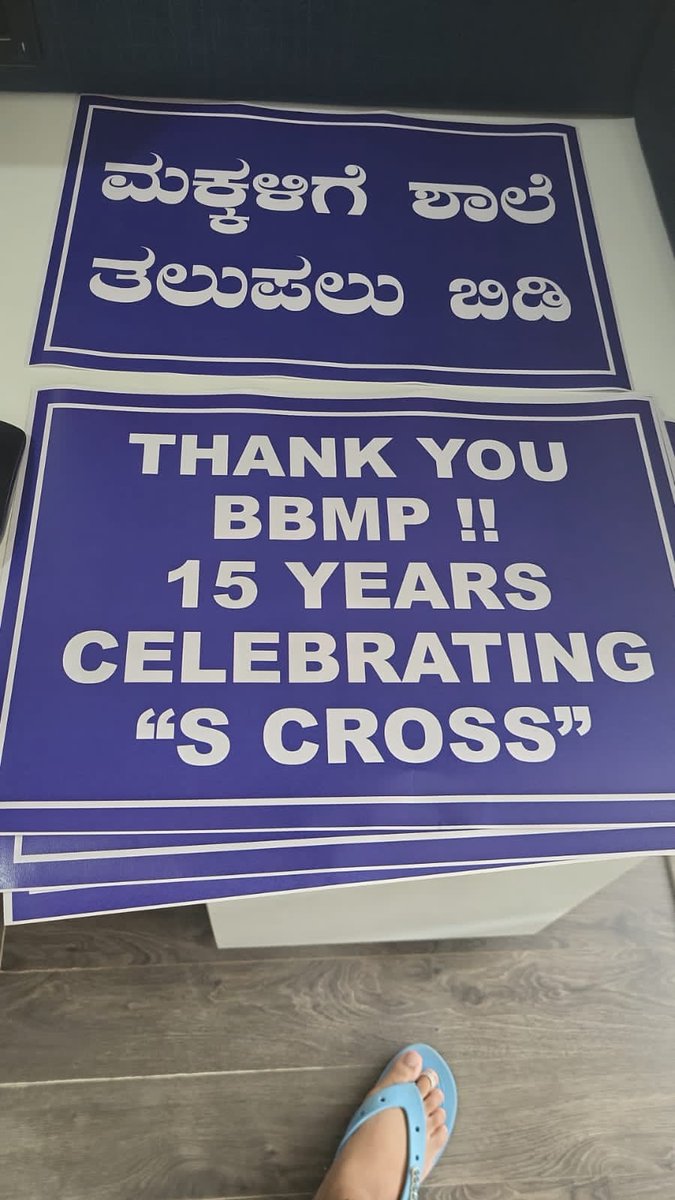 ಮಕ್ಕಳಿಗೆ ಶಾಲೆ
ತಲುಪಲು ಬಿಡಿ
THANK YOU
BBMP !!
15 YEARS
CELEBRATING
“S CROSS”